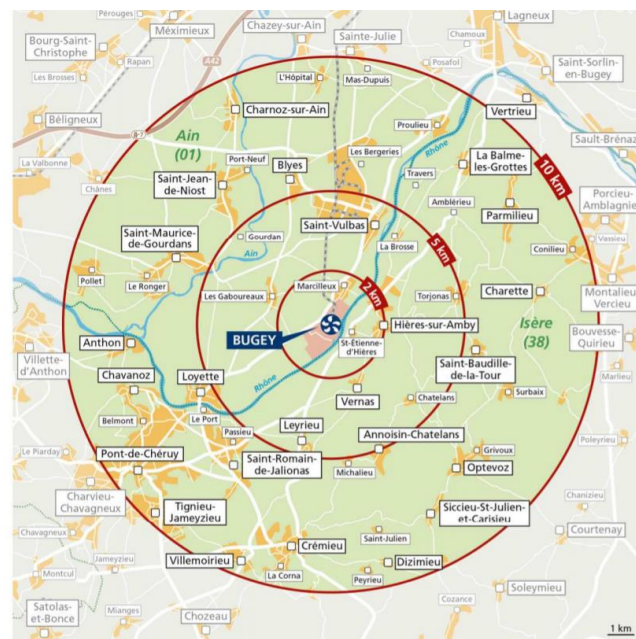 Pérouges
Méximieux
Chazey-sur-Ain
Sainte-Julie
Chamoux
Lagnieux
Bourg-Saint-
Christophe
Rapan
A42
Les Brosses
L'Hôpital
Mas-Dupuis
Posafol
Saint-Sorlin-
en-Bugey
Charnoz-sur-Ain
Vertrieu
Béligneux
Proulieu
Ain
(01)
Rhône
Sault-Brénaz
La Valbonne
Port-Neuf
Blyes
Les Bergeries
La Balme-
les-Grottes
10 km
Chânes
Saint-Jean-
de-Niost
Travers
Porcieu-
Amblagnieu
Amblérieu
Parmilieu
Saint-Vulbas
Vassieu
Saint-Maurice-
de-Gourdans
Gourdan
La Brosse
5 km
Conilieu
Ain
Pollet
Le Ronger
Marcilleux
2 km
Les Gaboureaux
Torjonas
Charette
Montalieu
Vercieu
BUGEY
Hières-sur-Amby
Isère
(38)
Bouvesse-
Quirieu
Anthon
St-Étienne-
d'Hières
Villette-
d'Anthon
Saint-Baudille-
de-la-Tour
Marlieu
Chavanoz
Loyette
Rhône
Vernas
Chatelans
Surbaix
Belmont
Le Port
Passieu
Leyrieu
Annoisin-Chatelans
Poleyrieu
Le Piarday
Pont-de-Chéruy
Saint-Romain-
de-Jalionas
Michalieu
Grivoux
Optevoz
Charvieu-
Chavagneux
Chanizieu
Tignieu-
Jameyzieu
Siccieu-St-Julien-
et-Carisieu
Chavagneux
Saint-Julien
Courtenay
Jameyzieu
Crémieu
Villemoirieu
Dizimieu
Montcul
La Corna
Peyrieu
Soleymieu
Satolas-
et-Bonce
Mianges
Chozeau
Cozance
1 km